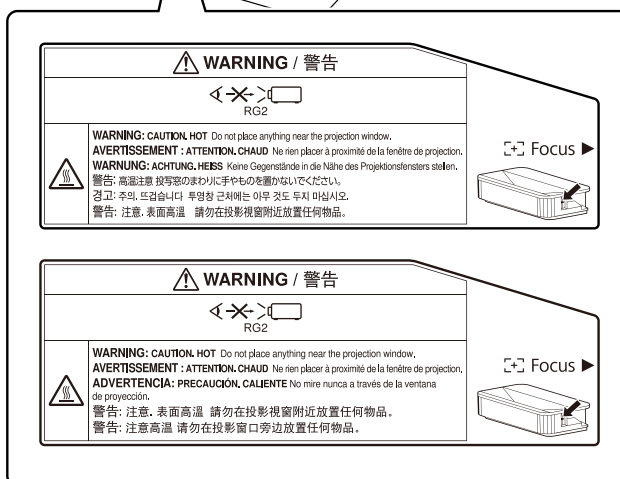 WARNING / 警告
RG2
WARNING: CAUTION. HOT Do not place anything near the projection window.
AVERTISSEMENT : ATTENTION. CHAUD Ne rien placer à proximité de la fenêtre de projection.
WARNUNG: ACHTUNG. HEISS Keine Gegenstände in die Nähe des Projektionsfensters stellen.
警告: 高温注意 投写窓のまわりに手やものを置かないでください。
경고: 주의. 뜨겁습니다 투영창 근처에는 아무 것도 두지 마십시오.
警告: 注意. 表面高溫 請勿在投影視窗附近放置任何物品。
[+] Focus ▶
WARNING / 警告
RG2
WARNING: CAUTION. HOT Do not place anything near the projection window.
AVERTISSEMENT : ATTENTION. CHAUD Ne rien placer à proximité de la fenêtre de projection.
ADVERTENCIA: PRECAUCIÓN. CALIENTE No mire nunca a través de la ventana
de proyección.
警告: 注意. 表面高溫 請勿在投影視窗附近放置任何物品。
警告: 注意高温 请勿在投影窗口旁边放置任何物品。
[+] Focus ▶